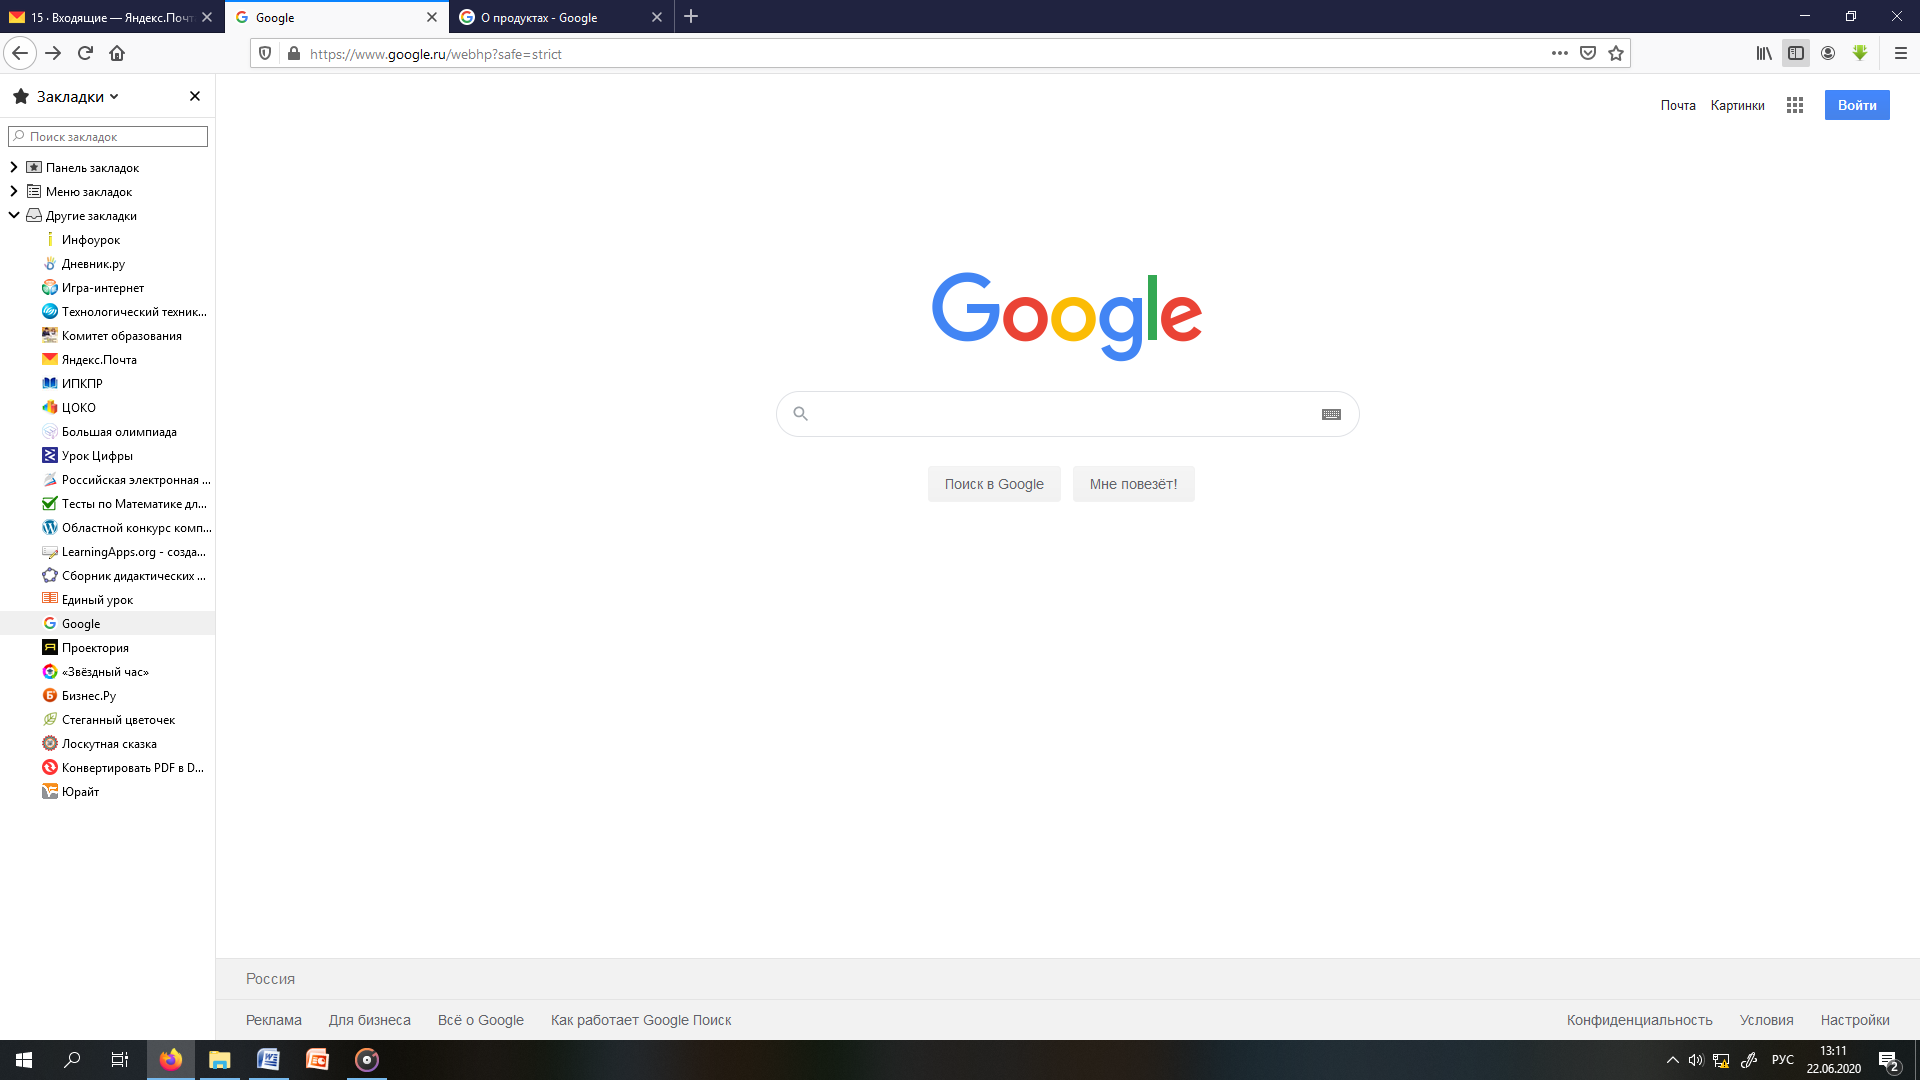 15 · Входящие — Яндекс.Почт
Google
О продуктах - Google
https://www.google.ru/webhp?safe=strict
Закладки
Поиск закладок
Панель закладок
Меню закладок
Другие закладки
Инфоурок
Дневник.ру
Игра-интернет
Технологический техник...
Комитет образования
Яндекс.Почта
ИПКПР
ЦОКО
Большая олимпиада
Урок Цифры
Российская электронная ...
Тесты по Математике дл...
Областной конкурс комп...
LearningApps.org - созда...
Сборник дидактических ...
Единый урок
Google
Проектория
«Звёздный час»
Бизнес.Ру
Стеганный цветочек
Лоскутная сказка
Конвертировать PDF в D...
Юрайт
Почта Картинки Войти
Google
Поиск в Google Мне повезёт!
Россия
Реклама Для бизнеса Всё о Google Как работает Google Поиск Конфиденциальность Условия Настройки
РУС
13:11
22.06.2020
2